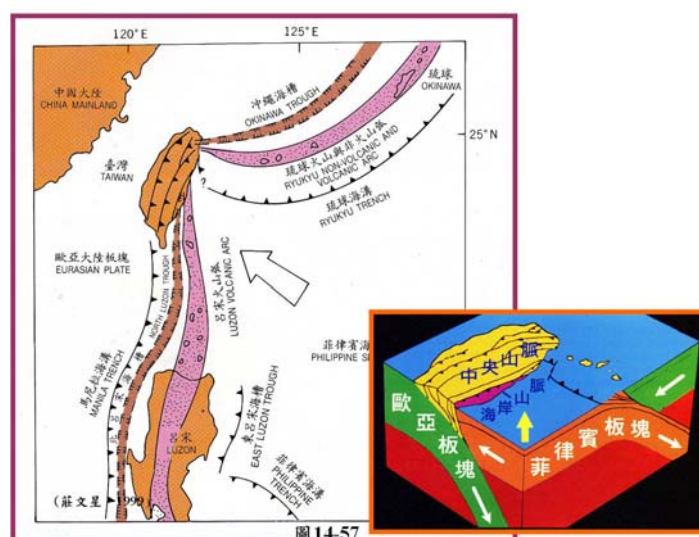 120°E
125°E
中國大陸
CHINA MAINLAND
沖繩海槽
OKINAWA TROUGH
琉球
OKINAWA
25°N
臺灣
TAIWAN
?
琉球火山與非火山弧
RYUKYU NON-VOLCANIC AND
VOLCANIC ARC
琉球海溝
RYUKYU TRENCH
歐亞大陸板塊
EURASIAN PLATE
NORTH LUZON TROUGH
北呂宋海槽
呂宋火山弧
LUZON VOLCANIC ARC
馬尼拉海溝
MANILA TRENCH
菲律賓海
PHILIPPINE S
呂宋
LUZON
東呂宋海槽
EAST LUZON TROUGH
菲律賓海溝
PHILIPPINE
TRENCH
(莊文星 1999)
圖14-57
中央山脈
海岸山脈
歐亞板塊
菲律賓板塊